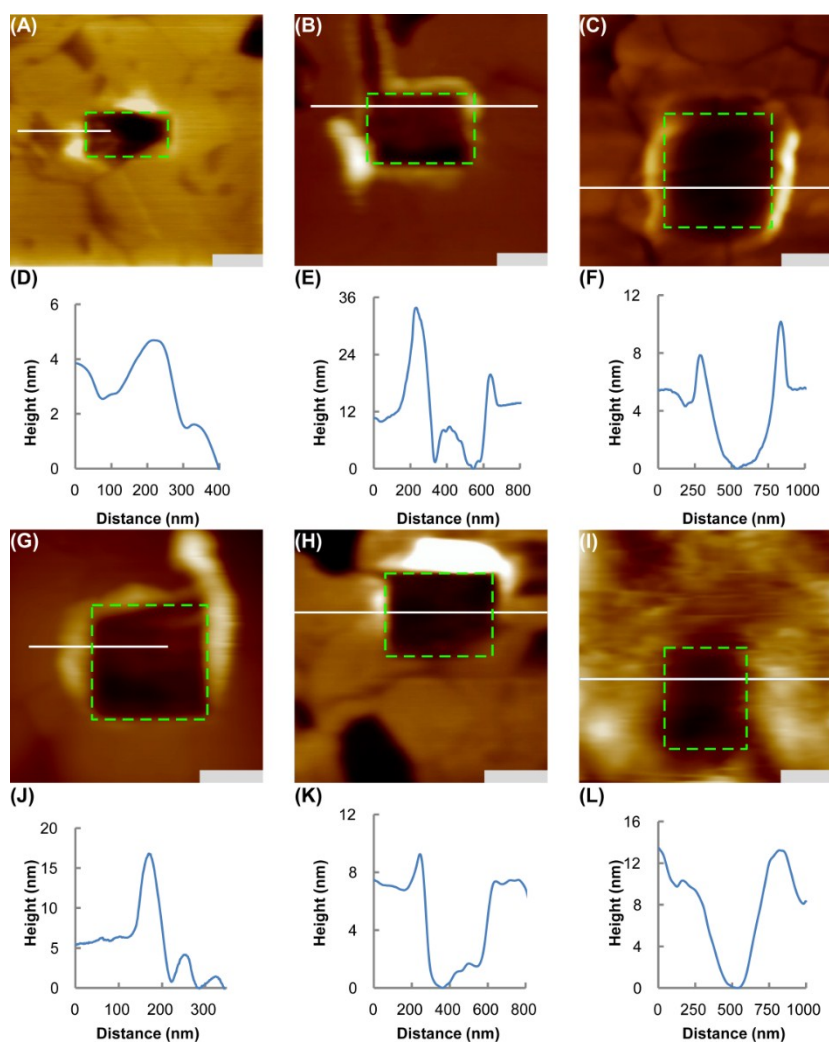 (A) (B) (C)
(D) (E) (F)
6
4
2
0
Height (nm)
0 100 200 300 400
Distance (nm)
36
24
12
0
Height (nm)
0 200 400 600 800
Distance (nm)
12
8
4
0
Height (nm)
0 250 500 750 1000
Distance (nm)
(G) (H) (I)
(J) (K) (L)
20
15
10
5
0
Height (nm)
0 100 200 300
Distance (nm)
12
8
4
0
Height (nm)
0 200 400 600 800
Distance (nm)
16
12
8
4
0
Height (nm)
0 250 500 750 1000
Distance (nm)